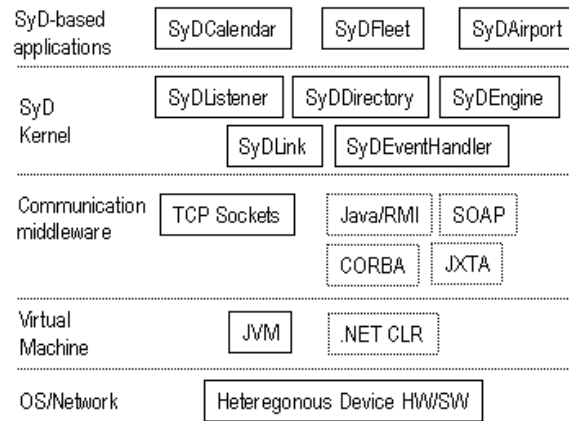 SyD-based
applications
SyDCalendar
SyDFleet
SyDAirport
SyD
Kernel
SyDListener
SyDDirectory
SyDEngine
SyDLink
SyDEventHandler
Communication
middleware
TCP Sockets
Java/RMI
SOAP
CORBA
JXTA
Virtual
Machine
JVM
.NET CLR
OS/Network
Heteregonous Device HW/SW